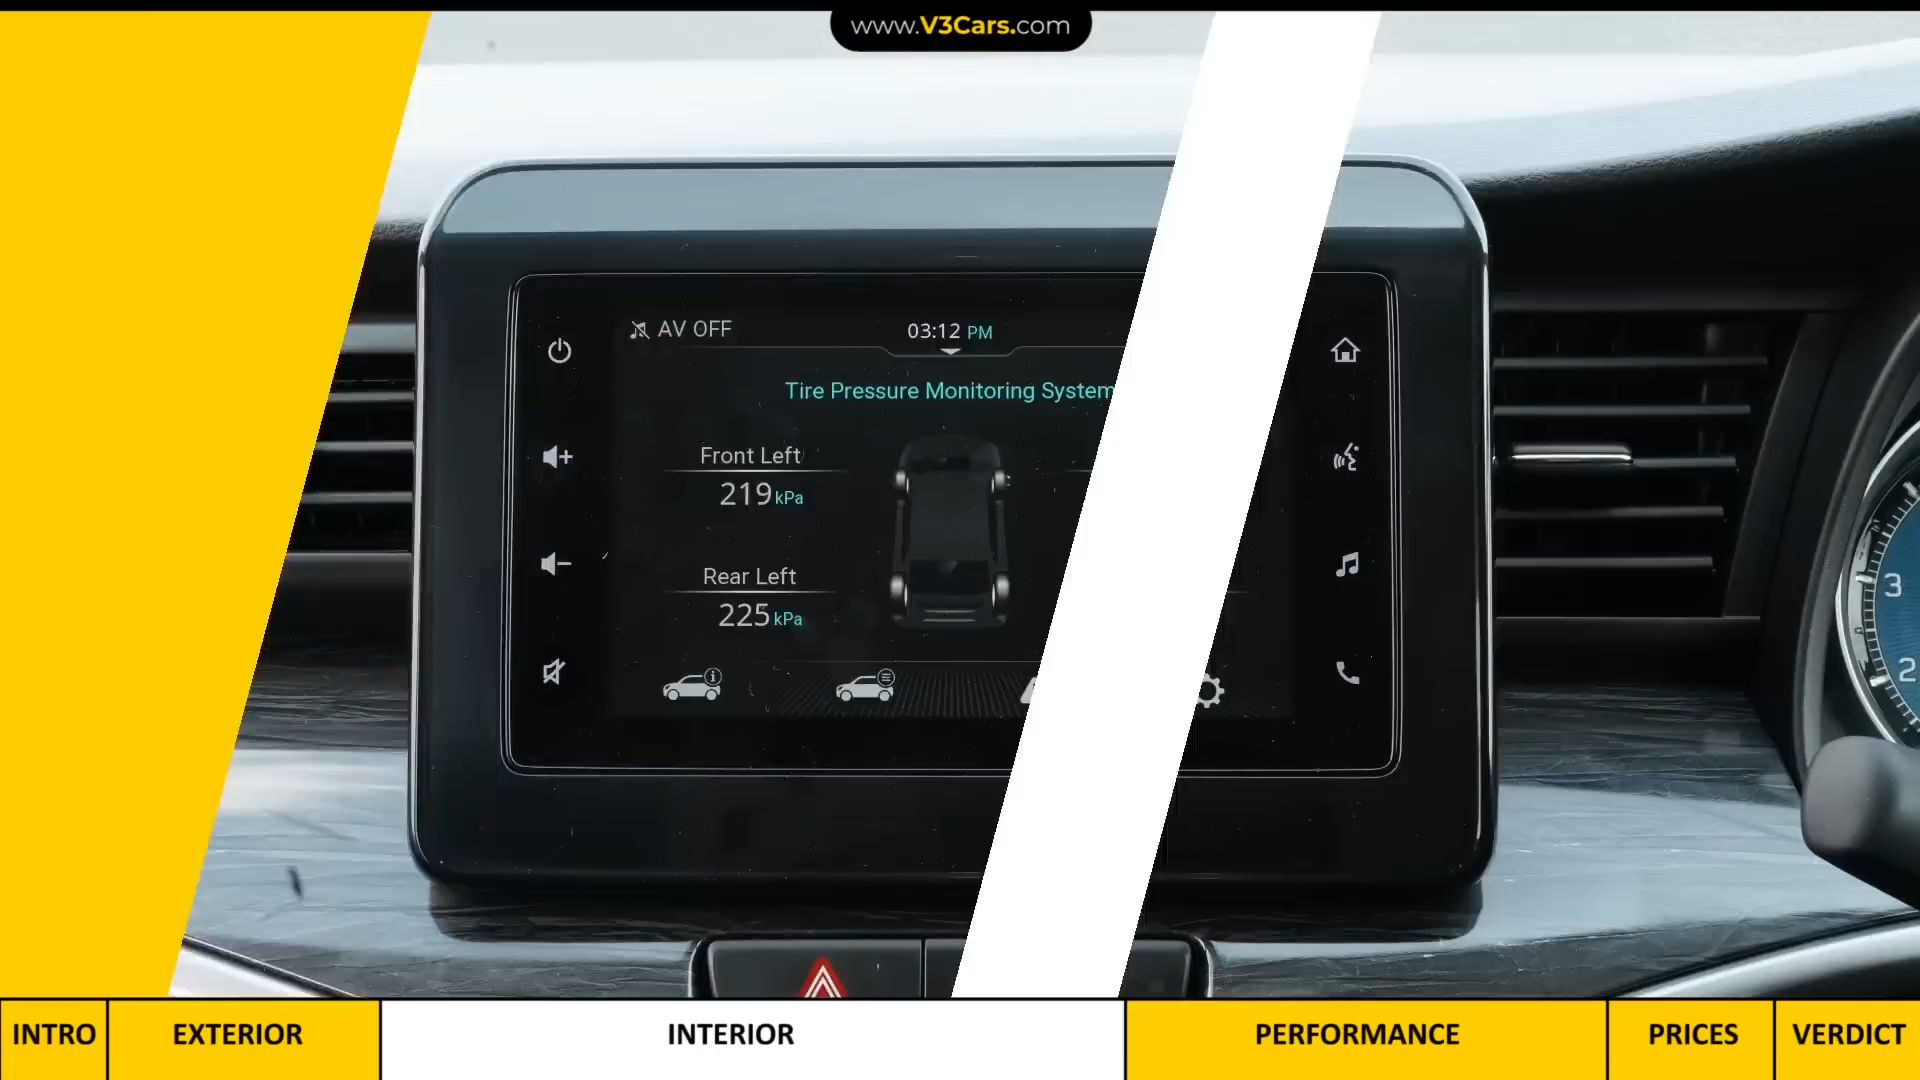 www.V3Cars.com
AV OFF
03:12 PM
Tire Pressure Monitoring System
Front Left
219 kPa
Rear Left
225 kPa
3
2
INTRO
EXTERIOR
INTERIOR
PERFORMANCE
PRICES
VERDICT